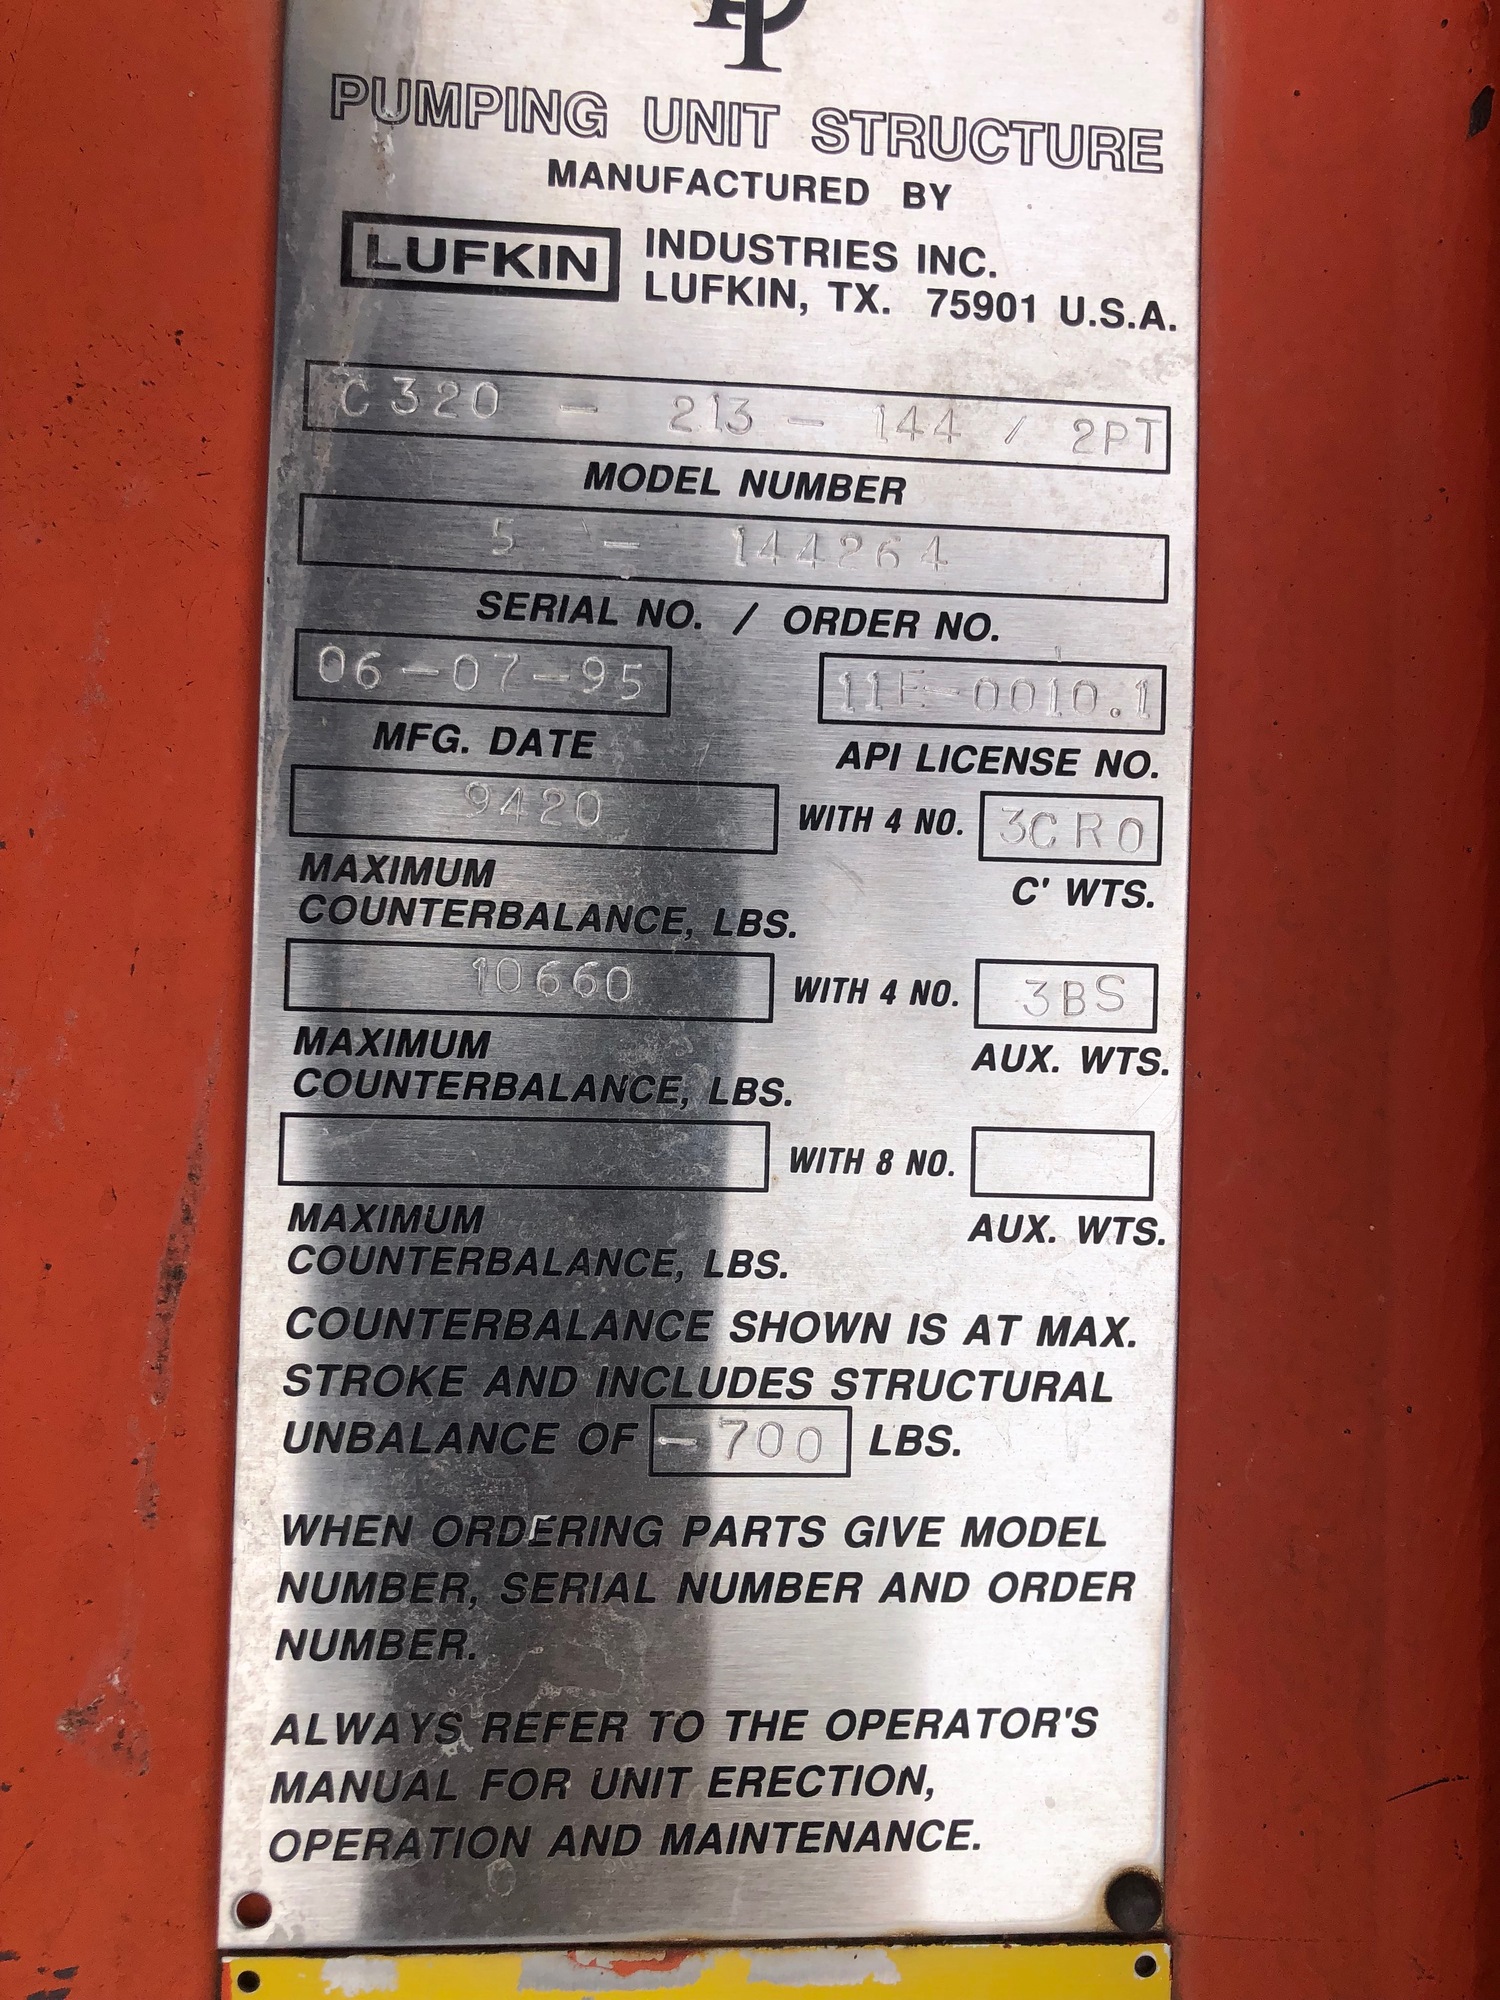 PUMPING UNIT STRUCTURE
MANUFACTURED BY
LUFKIN INDUSTRIES INC.
LUFKIN, TX. 75901 U.S.A.
C320 - 213 - 144 / 2PT
MODEL NUMBER
5 - 144264
SERIAL NO. / ORDER NO.
06-07-95 11E-0010.1
MFG. DATE API LICENSE NO.
9420 WITH 4 NO. 3CRO
MAXIMUM C' WTS.
COUNTERBALANCE, LBS.
10660 WITH 4 NO. 3BS
MAXIMUM AUX. WTS.
COUNTERBALANCE, LBS.
WITH 8 NO.
MAXIMUM AUX. WTS.
COUNTERBALANCE, LBS.
COUNTERBALANCE SHOWN IS AT MAX.
STROKE AND INCLUDES STRUCTURAL
UNBALANCE OF -700 LBS.
WHEN ORDERING PARTS GIVE MODEL
NUMBER, SERIAL NUMBER AND ORDER
NUMBER.
ALWAYS REFER TO THE OPERATOR'S
MANUAL FOR UNIT ERECTION,
OPERATION AND MAINTENANCE.